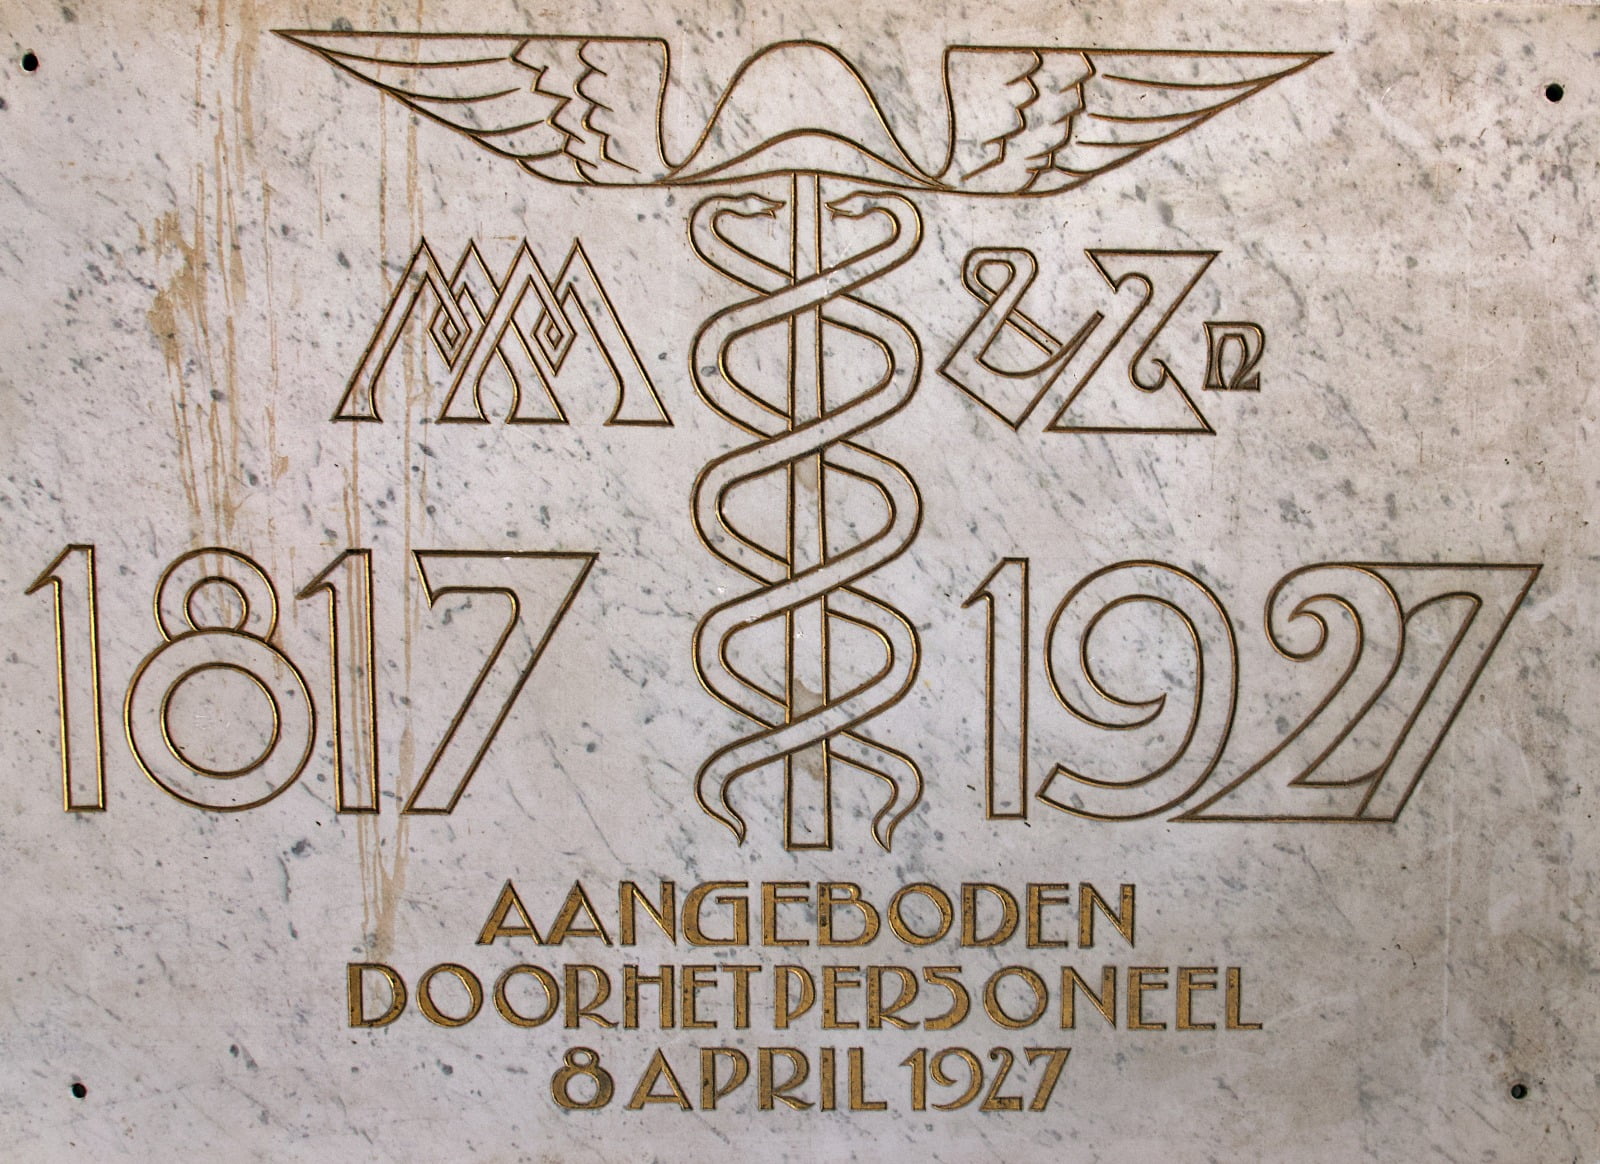 MM & Zn
1817 1927
AANGEBODEN
DOOR HET PERSONEEL
8 APRIL 1927